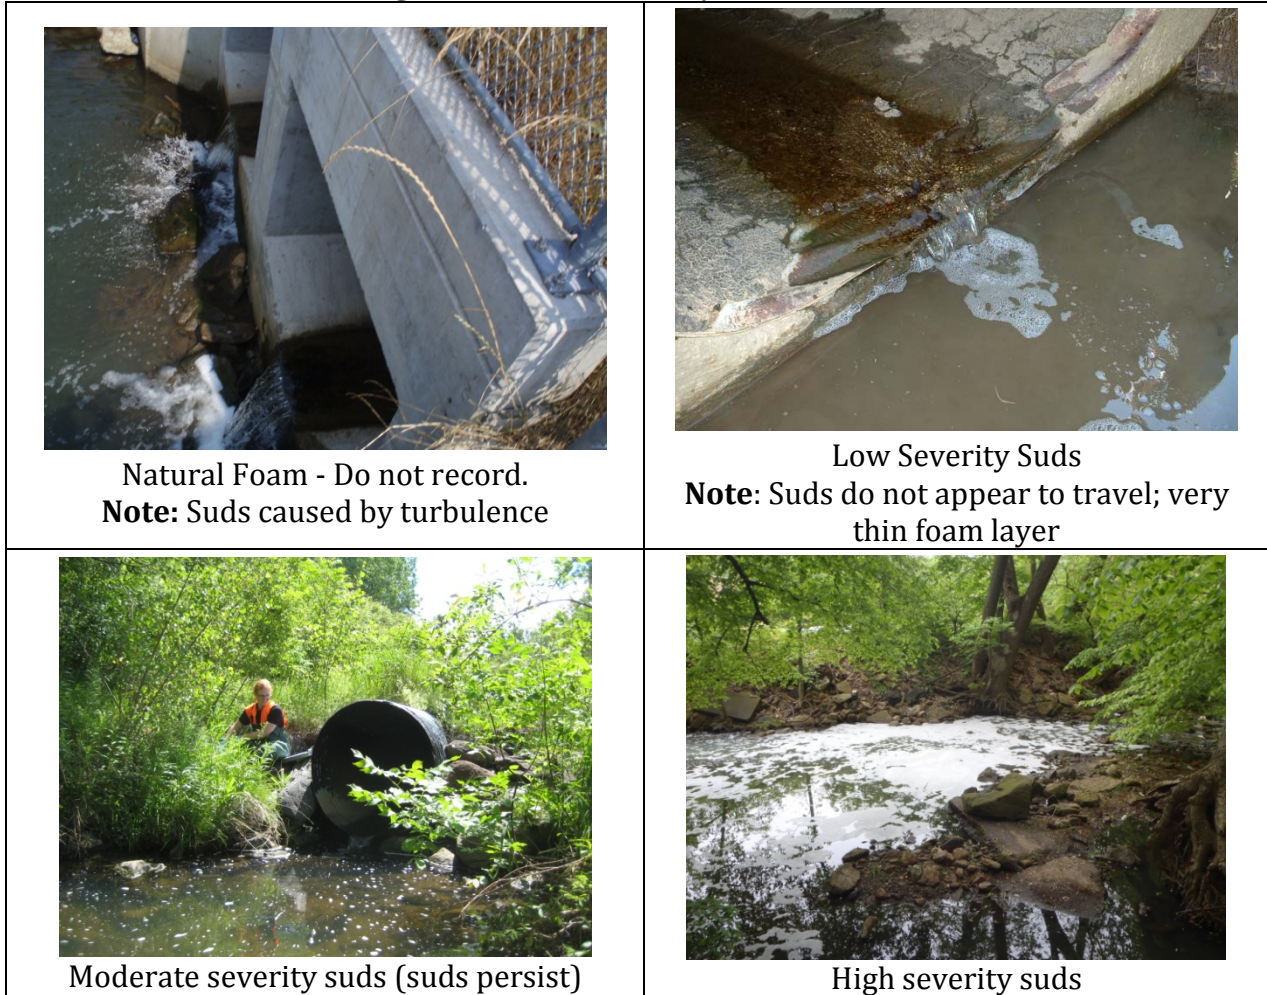 Natural Foam - Do not record.
Note: Suds caused by turbulence
Low Severity Suds
Note: Suds do not appear to travel; very
thin foam layer
Moderate severity suds (suds persist)
High severity suds